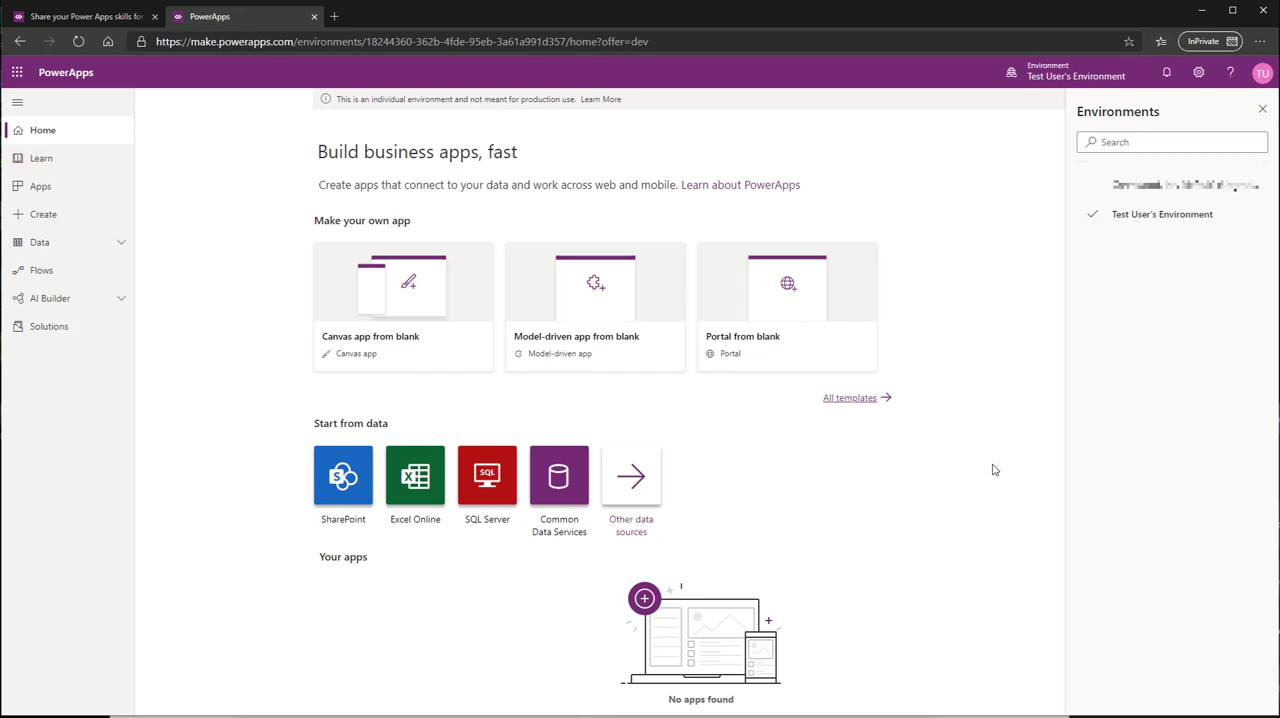 Share your Power Apps skills for
PowerApps
https://make.powerapps.com/environments/18244360-362b-4fde-95eb-3a61a991d357/home?offer=dev
InPrivate
PowerApps
Environment
Test User's Environment
TU
Home
Learn
Apps
Create
Data
Flows
AI Builder
Solutions
This is an individual environment and not meant for production use. Learn More
Build business apps, fast
Create apps that connect to your data and work across web and mobile. Learn about PowerApps
Make your own app
Canvas app from blank
Canvas app
Model-driven app from blank
Model-driven app
Portal from blank
Portal
All templates
Start from data
SQL
SharePoint
Excel Online
SQL Server
Common
Data Services
Other data
sources
Your apps
No apps found
Environments
Search
Test User's Environment